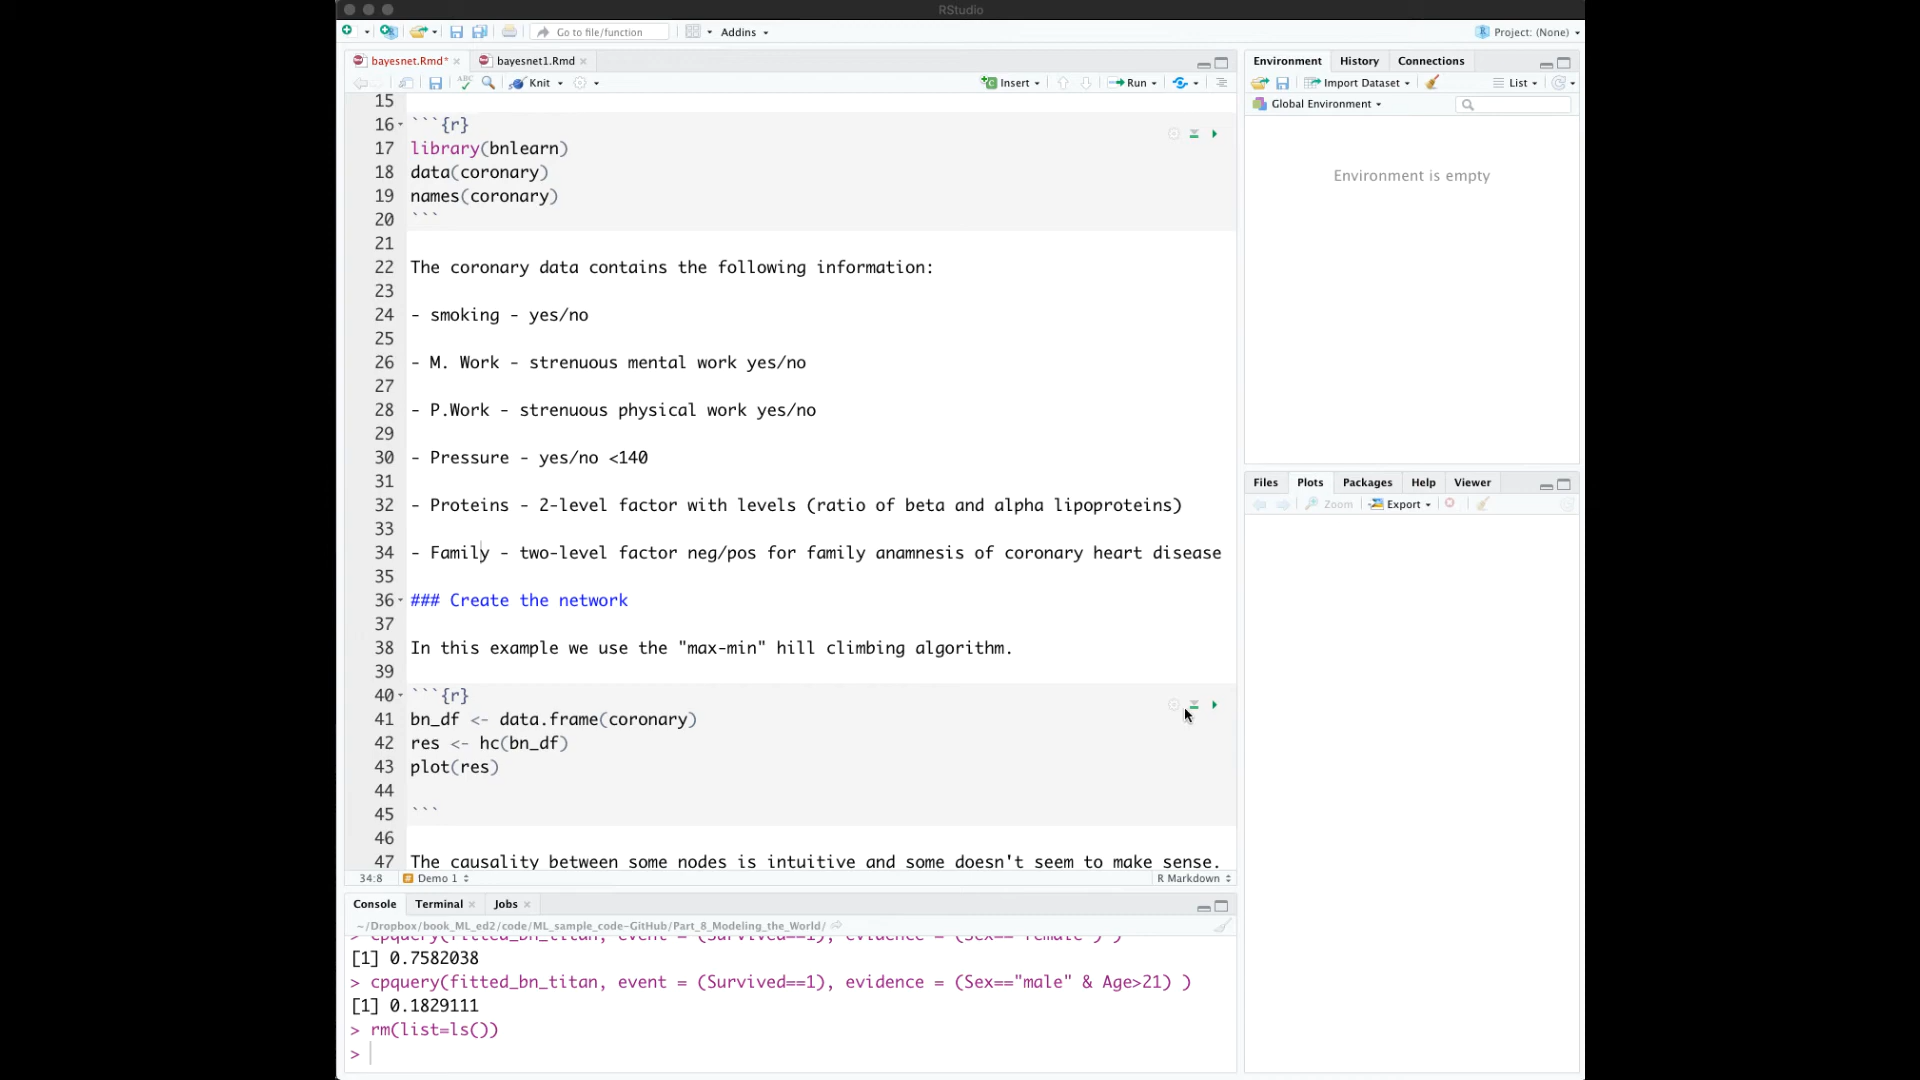 RStudio
Go to file/function
Addins
Project: (None)
bayesnet.Rmd*
bayesnet1.Rmd
Knit
Insert
Run
15
16 ```{r}
17 library(bnlearn)
18 data(coronary)
19 names(coronary)
20 ```
21
22 The coronary data contains the following information:
23
24 - smoking - yes/no
25
26 - M. Work - strenuous mental work yes/no
27
28 - P.Work - strenuous physical work yes/no
29
30 - Pressure - yes/no <140
31
32 - Proteins - 2-level factor with levels (ratio of beta and alpha lipoproteins)
33
34 - Family - two-level factor neg/pos for family anamnesis of coronary heart disease
35
36 ### Create the network
37
38 In this example we use the "max-min" hill climbing algorithm.
39
40 ```{r}
41 bn_df <- data.frame(coronary)
42 res <- hc(bn_df)
43 plot(res)
44
45 ```
46
47 The causality between some nodes is intuitive and some doesn't seem to make sense.
34:8 # Demo 1
R Markdown
Console Terminal Jobs
~/Dropbox/book_ML_ed2/code/ML_sample_code-GitHub/Part_8_Modeling_the_World/
> cpquery(fitted_bn_titan, event = (Survived==1), evidence = (Sex=="female") )
[1] 0.7582038
> cpquery(fitted_bn_titan, event = (Survived==1), evidence = (Sex=="male" & Age>21) )
[1] 0.1829111
> rm(list=ls())
>
Environment History Connections
Import Dataset
List
Global Environment
Environment is empty
Files Plots Packages Help Viewer
Zoom Export